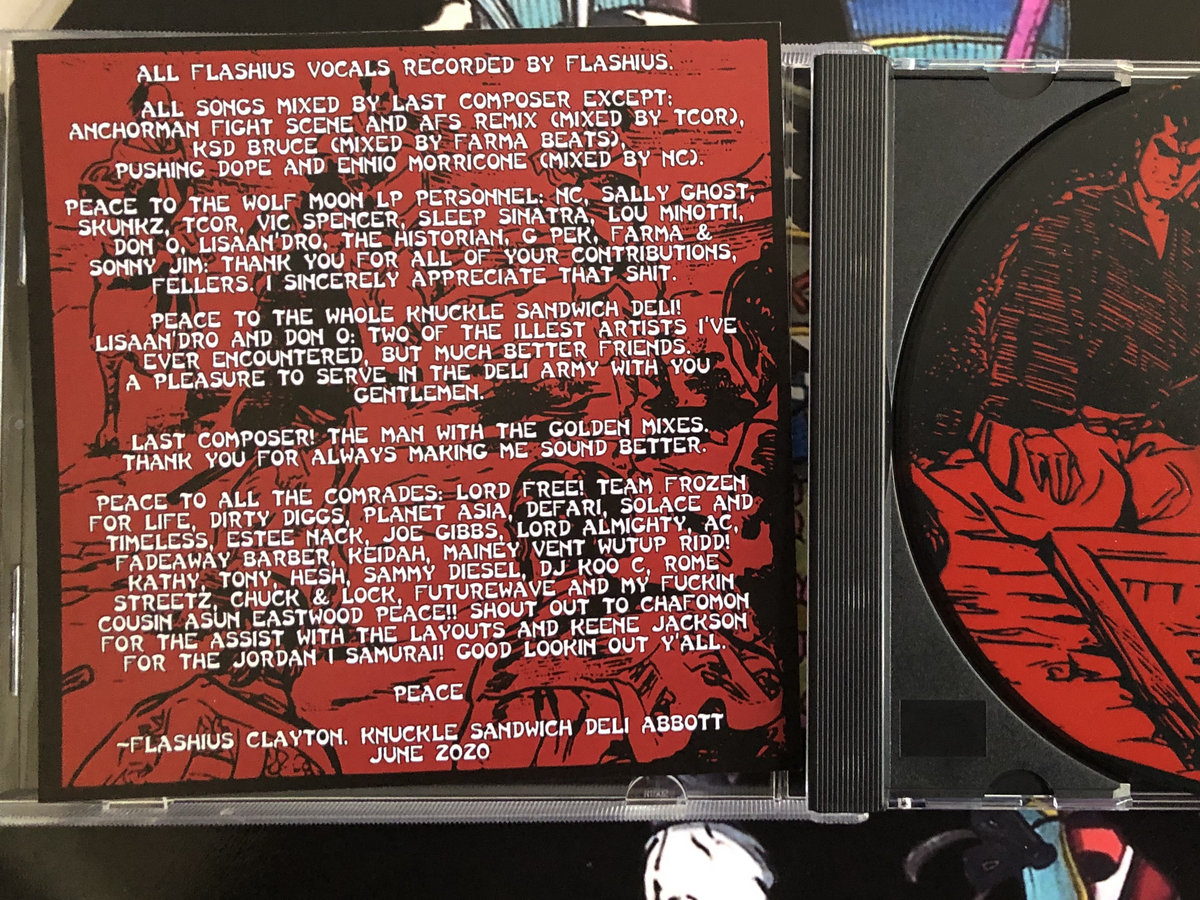 ALL FLASHIUS VOCALS RECORDED BY FLASHIUS.
ALL SONGS MIXED BY LAST COMPOSER EXCEPT:
ANCHORMAN FIGHT SCENE AND AFS REMIX (MIXED BY TCOR),
KSD BRUCE (MIXED BY FARMA BEATS),
PUSHING DOPE AND ENNIO MORRICONE (MIXED BY NC).
PEACE TO THE WOLF MOON LP PERSONNEL: NC, SALLY GHOST,
SKUNKZ, TCOR, VIC SPENCER, SLEEP SINATRA, LOU MINOTTI,
DON O, LISAAN'DRO, THE HISTORIAN, G PEK, FARMA &
SONNY JIM: THANK YOU FOR ALL OF YOUR CONTRIBUTIONS,
FELLERS. I SINCERELY APPRECIATE THAT SHIT.
PEACE TO THE WHOLE KNUCKLE SANDWICH DELI!
LISAAN'DRO AND DON O: TWO OF THE ILLEST ARTISTS I'VE
EVER ENCOUNTERED, BUT MUCH BETTER FRIENDS.
A PLEASURE TO SERVE IN THE DELI ARMY WITH YOU
GENTLEMEN.
LAST COMPOSER! THE MAN WITH THE GOLDEN MIXES.
THANK YOU FOR ALWAYS MAKING ME SOUND BETTER.
PEACE TO ALL THE COMRADES: LORD FREE! TEAM FROZEN
FOR LIFE, DIRTY DIGGS, PLANET ASIA, DEFARI, SOLACE AND
TIMELESS, ESTEE NACK, JOE GIBBS, LORD ALMIGHTY, AC,
FADEAWAY BARBER, KEIDAH, MAINEY VENT WUTUP RIDD!
KATHY, TONY, HESH, SAMMY DIESEL, DJ KOO C, ROME
STREETZ, CHUCK & LOCK, FUTUREWAVE AND MY FUCKIN
COUSIN ASUN EASTWOOD PEACE!! SHOUT OUT TO CHAFOMON
FOR THE ASSIST WITH THE LAYOUTS AND KEENE JACKSON
FOR THE JORDAN I SAMURAI! GOOD LOOKIN OUT Y'ALL.
PEACE
~FLASHIUS CLAYTON. KNUCKLE SANDWICH DELI ABBOTT
JUNE 2020